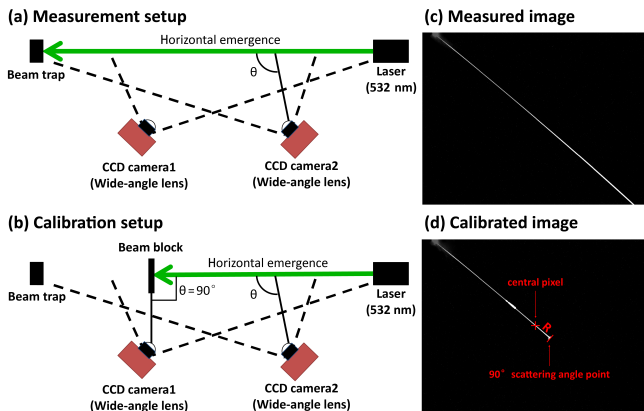 (a) Measurement setup
Horizontal emergence
θ
Beam trap
Laser
(532 nm)
CCD camera1
(Wide-angle lens)
CCD camera2
(Wide-angle lens)
(b) Calibration setup
Beam block
Horizontal emergence
θ = 90°
θ
Beam trap
Laser
(532 nm)
CCD camera1
(Wide-angle lens)
CCD camera2
(Wide-angle lens)
(c) Measured image
(d) Calibrated image
central pixel
R
90° scattering angle point